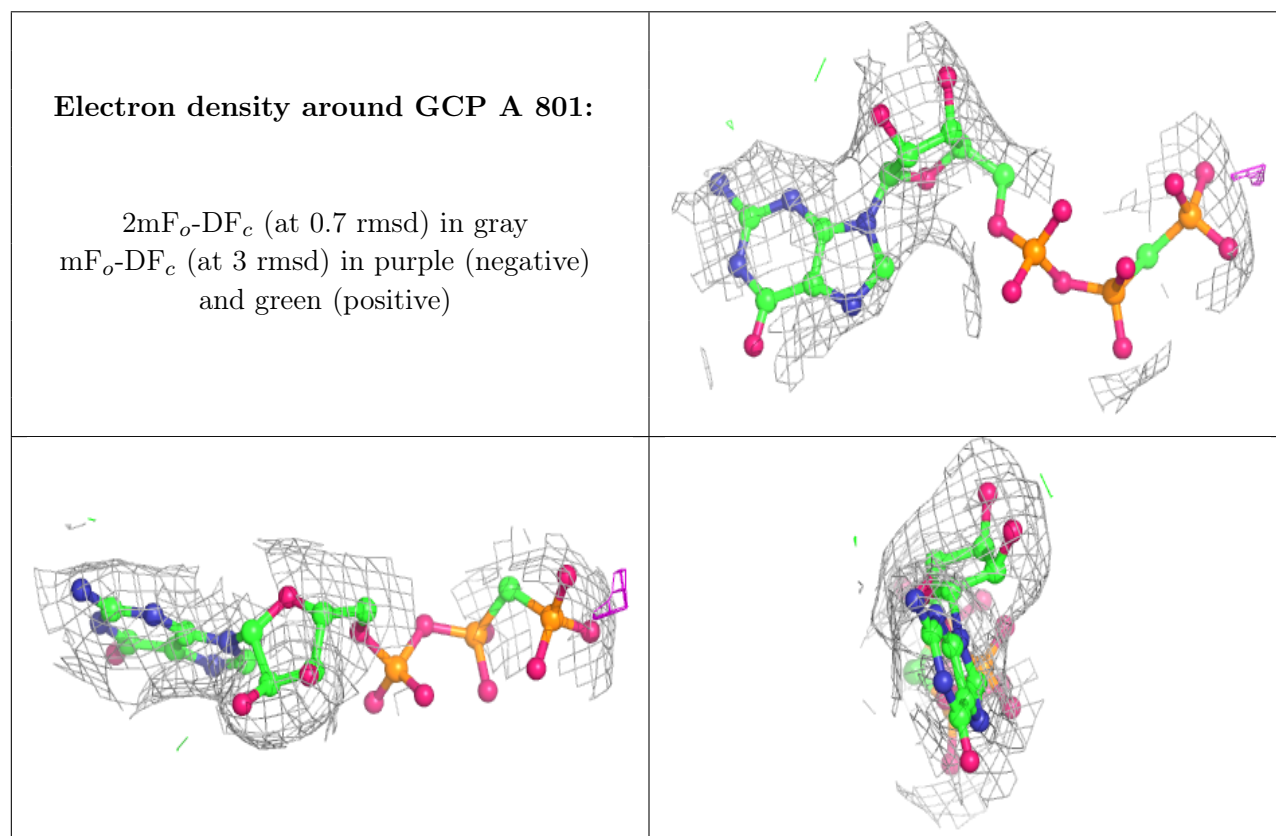 Electron density around GCP A 801:
2mFₒ-DF𝒸 (at 0.7 rmsd) in gray
mFₒ-DF𝒸 (at 3 rmsd) in purple (negative)
and green (positive)